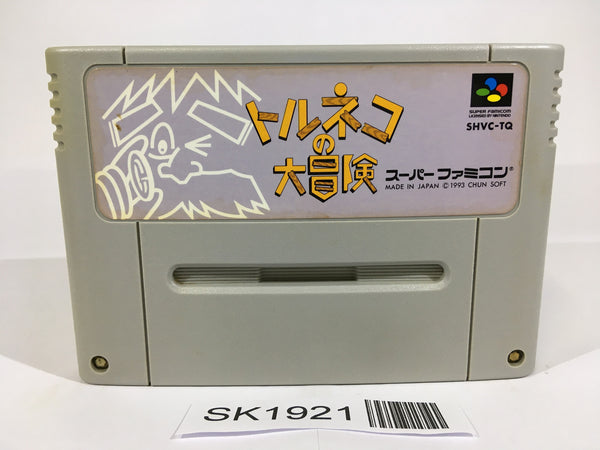 トルネコ
の
大冒険
SUPER FAMICOM
LICENSED BY NINTENDO
SHVC-TQ
スーパーファミコン®
MADE IN JAPAN ©1993 CHUN SOFT
SK1921